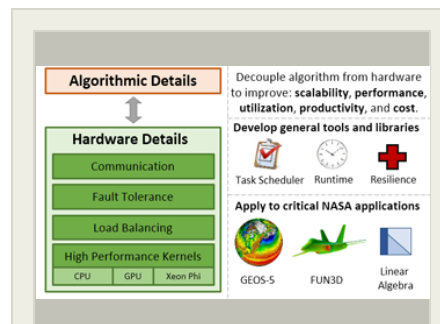 Algorithmic Details
Hardware Details
Communication
Fault Tolerance
Load Balancing
High Performance Kernels
CPU GPU Xeon Phi
Decouple algorithm from hardware
to improve: scalability, performance,
utilization, productivity, and cost.
Develop general tools and libraries
Task Scheduler Runtime Resilience
Apply to critical NASA applications
GEOS-5 FUN3D Linear
Algebra